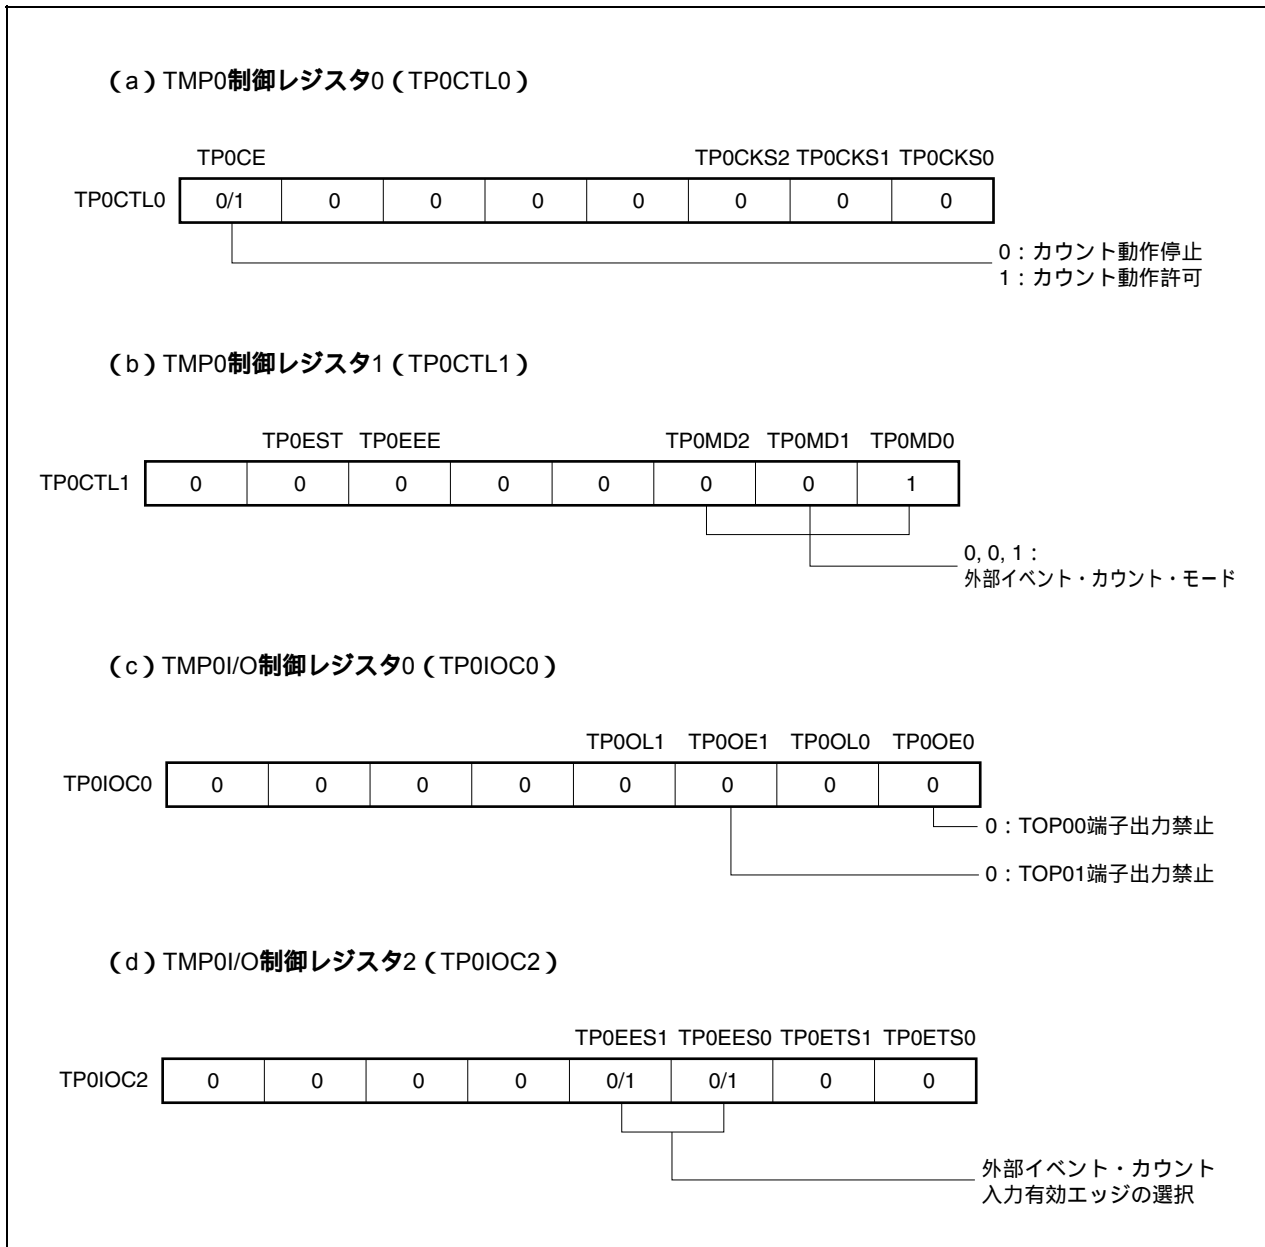 （a）TMP0制御レジスタ0（TP0CTL0）
TP0CE TP0CKS2 TP0CKS1 TP0CKS0
TP0CTL0 0/1 0 0 0 0 0 0 0
0：カウント動作停止
1：カウント動作許可
（b）TMP0制御レジスタ1（TP0CTL1）
TP0EST TP0EEE TP0MD2 TP0MD1 TP0MD0
TP0CTL1 0 0 0 0 0 0 0 1
0, 0, 1：
外部イベント・カウント・モード
（c）TMP0I/O制御レジスタ0（TP0IOC0）
TP0OL1 TP0OE1 TP0OL0 TP0OE0
TP0IOC0 0 0 0 0 0 0 0 0
0：TOP00端子出力禁止
0：TOP01端子出力禁止
（d）TMP0I/O制御レジスタ2（TP0IOC2）
TP0EES1 TP0EES0 TP0ETS1 TP0ETS0
TP0IOC2 0 0 0 0 0/1 0/1 0 0
外部イベント・カウント
入力有効エッジの選択